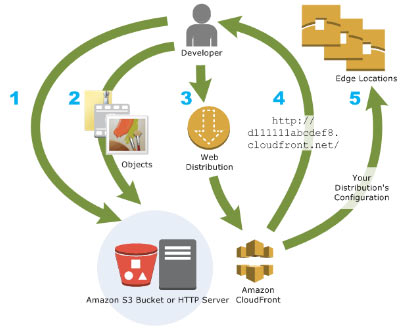 Developer
Edge Locations
1
2
3
4
5
http://
d111111abcdef8.
cloudfront.net/
Objects
Web
Distribution
Your
Distribution's
Configuration
Amazon S3 Bucket or HTTP Server
Amazon
CloudFront